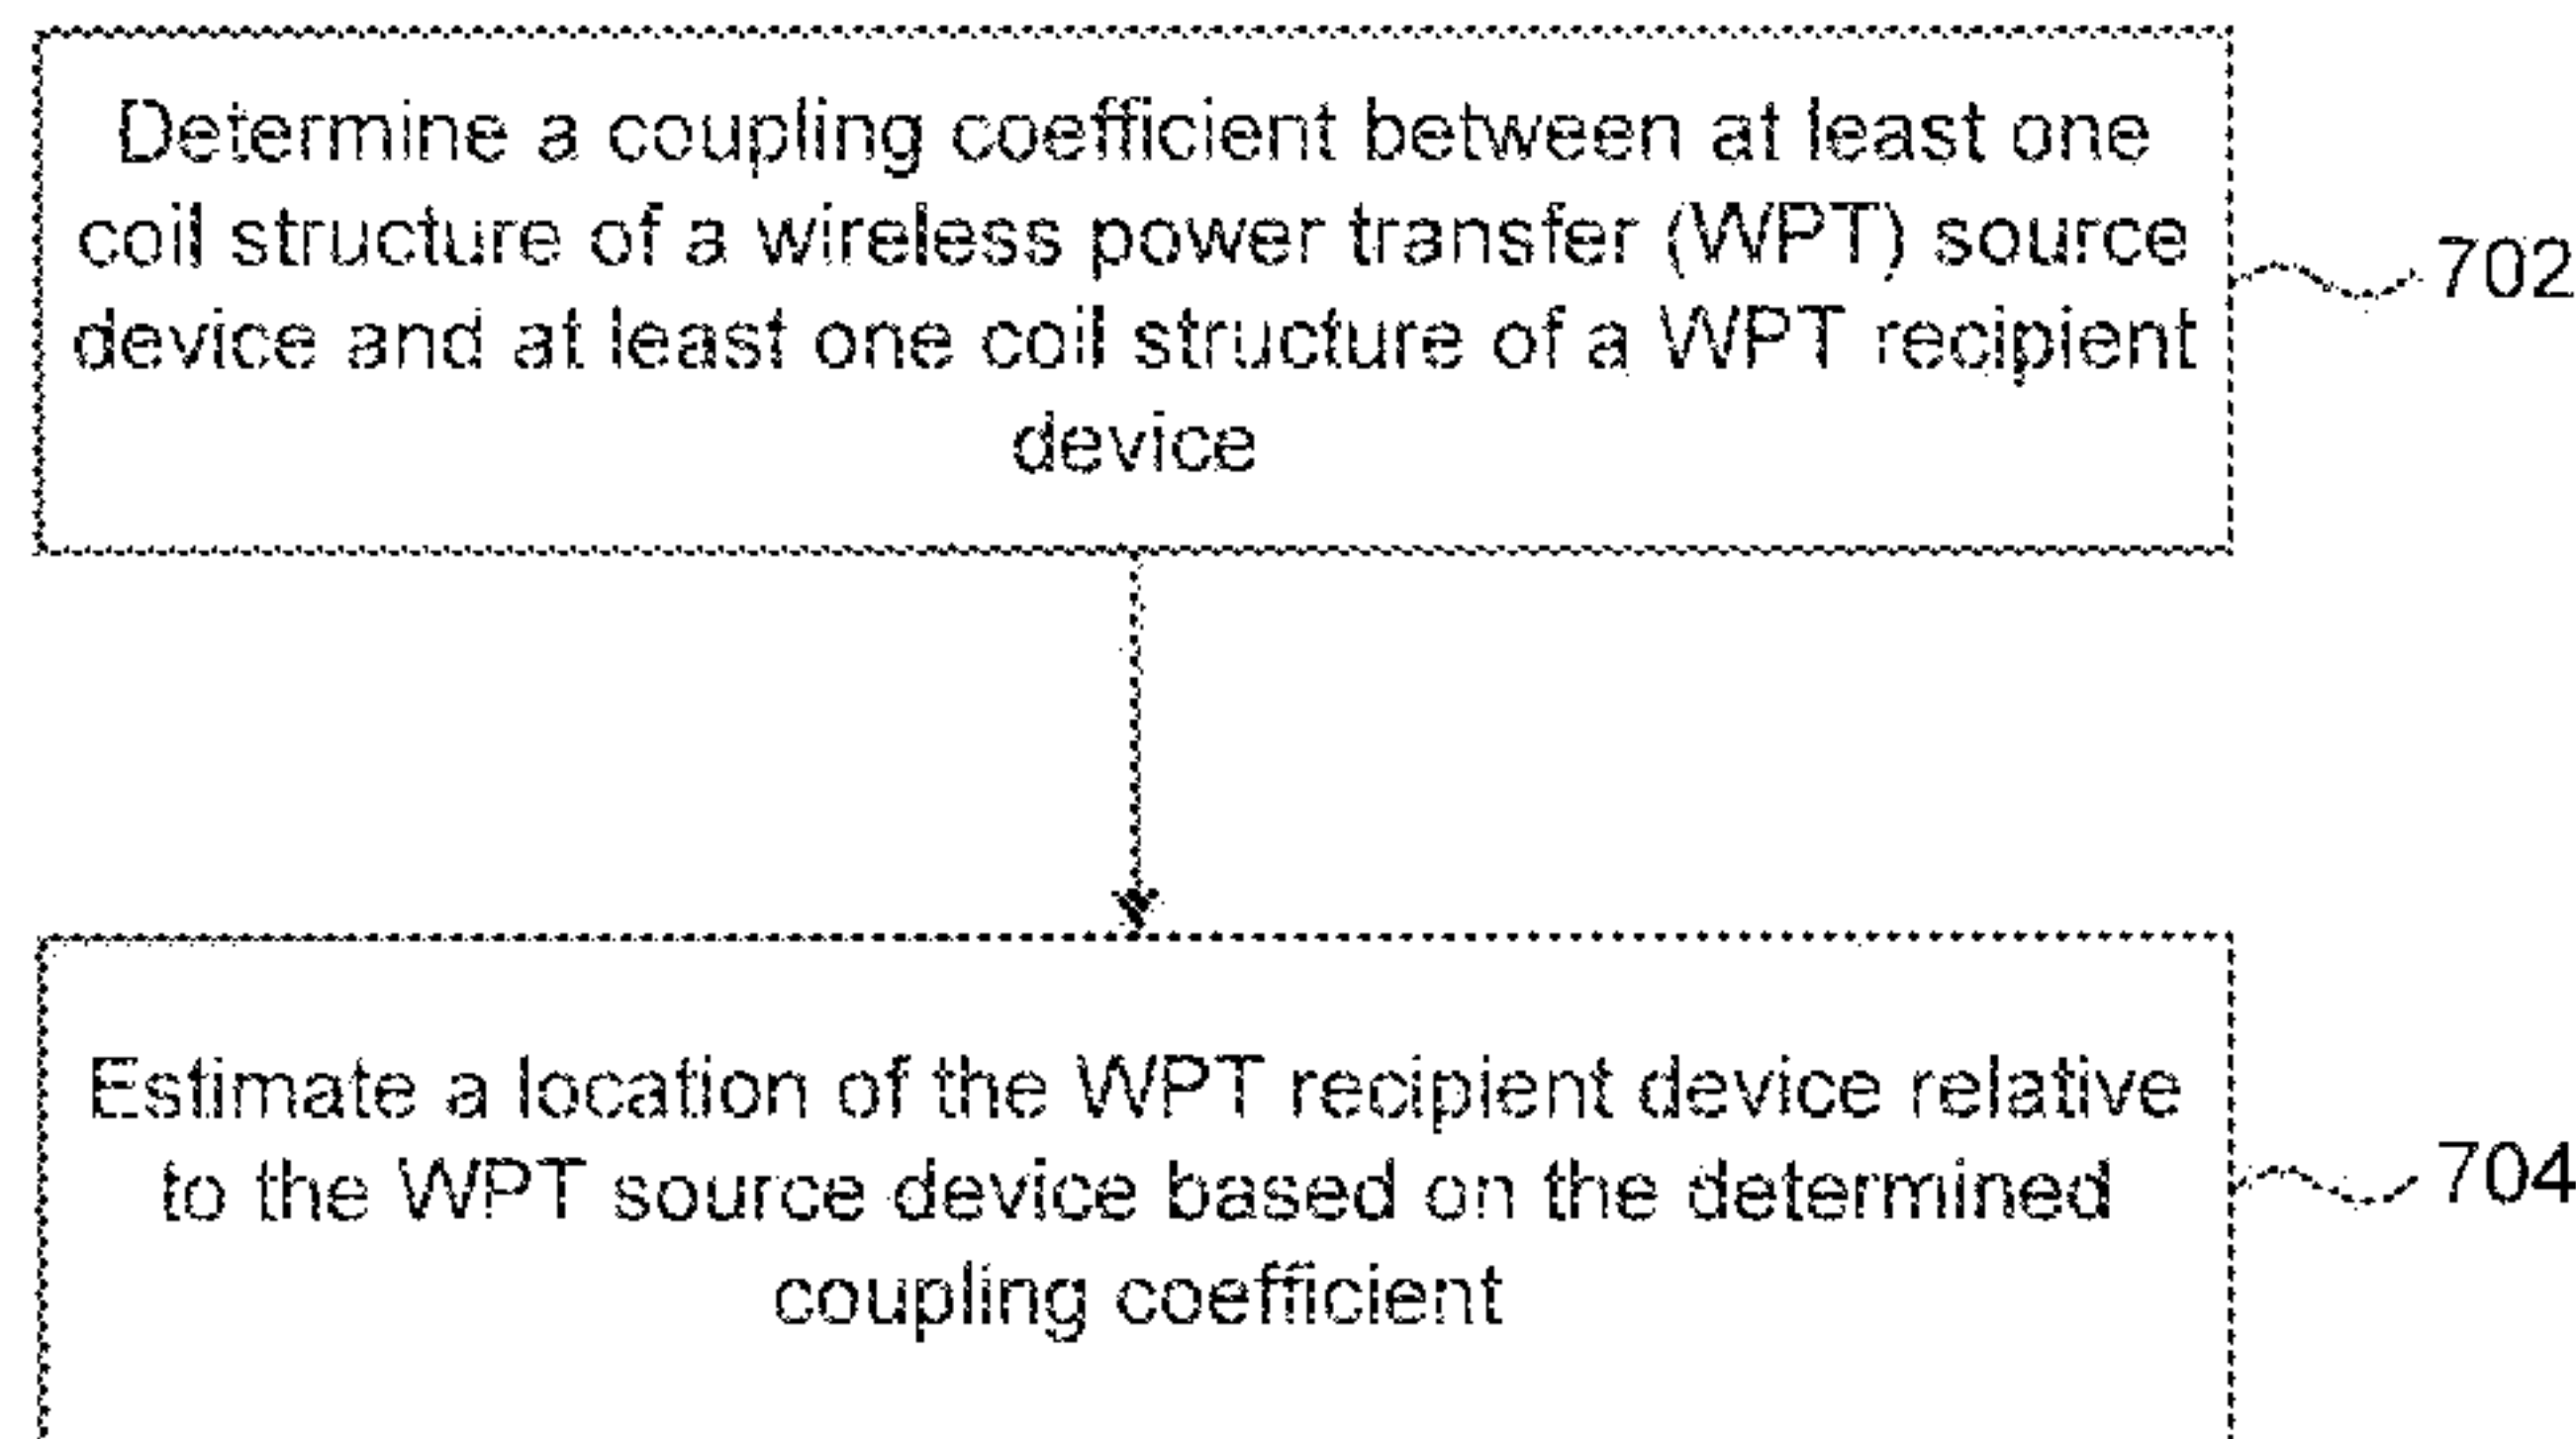 Determine a coupling coefficient between at least one
coil structure of a wireless power transfer (WPT) source
device and at least one coil structure of a WPT recipient
device
702
Estimate a location of the WPT recipient device relative
to the WPT source device based on the determined
coupling coefficient
704